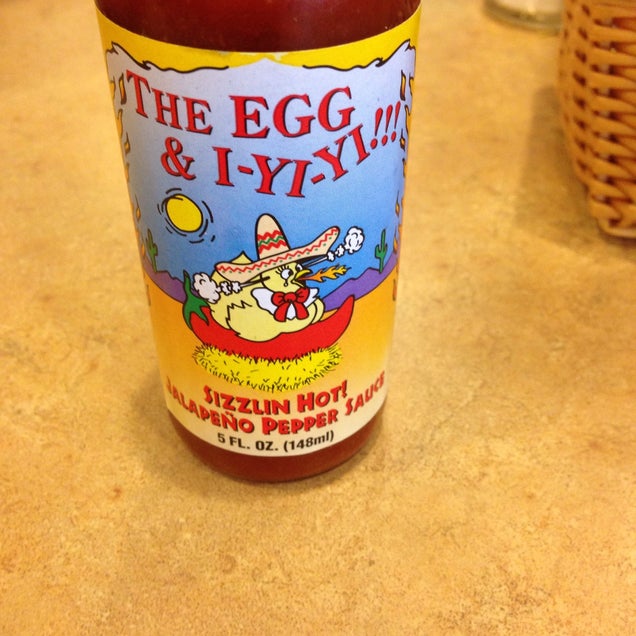 THE EGG
& I-YI-YI!!!
SIZZLIN HOT!
JALAPEÑO PEPPER SAUCE
5 FL. OZ. (148ml)